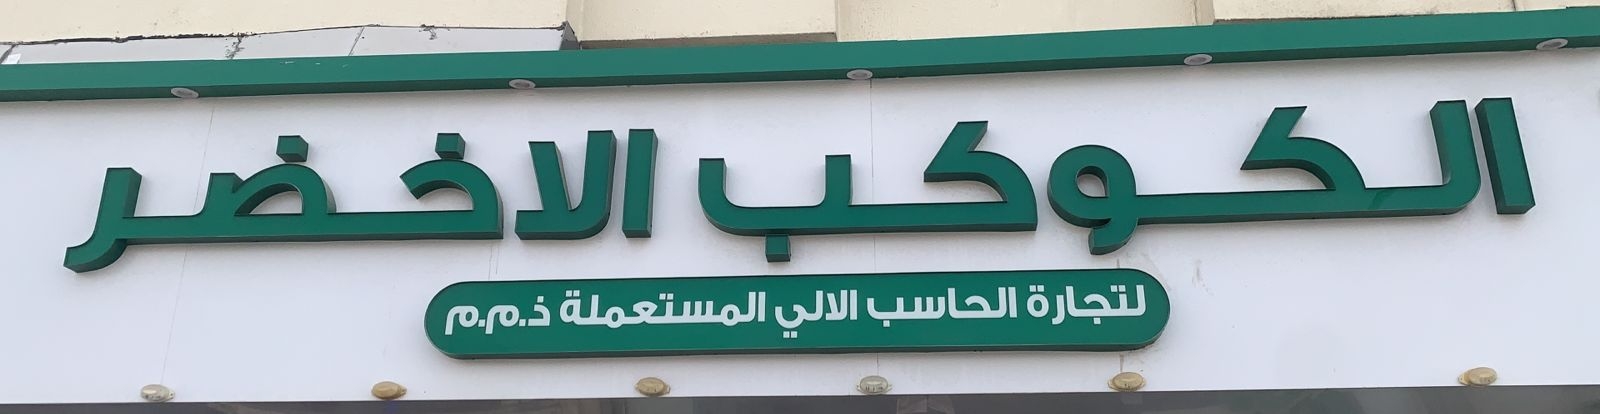 الكوكب الاخضر
لتجارة الحاسب الالي المستعملة ذ.م.م